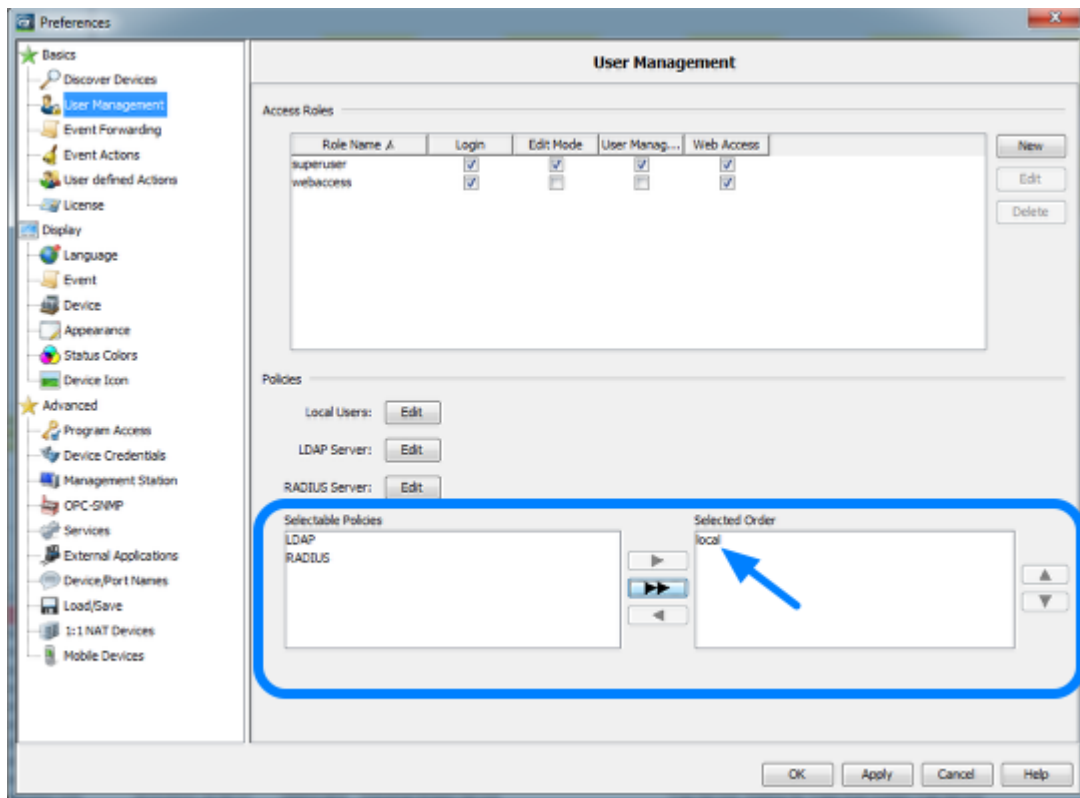 Preferences
Basics
Discover Devices
User Management
Event Forwarding
Event Actions
User defined Actions
License
Display
Language
Event
Device
Appearance
Status Colors
Device Icon
Advanced
Program Access
Device Credentials
Management Station
OPC-SNMP
Services
External Applications
Device/Port Names
Load/Save
1:1 NAT Devices
Mobile Devices
User Management
Access Roles
Role Name Login Edit Mode User Manag... Web Access
superuser
webaccess
New
Edit
Delete
Policies
Local Users: Edit
LDAP Server: Edit
RADIUS Server: Edit
Selectable Policies
LDAP
RADIUS
Selected Order
local
OK Apply Cancel Help